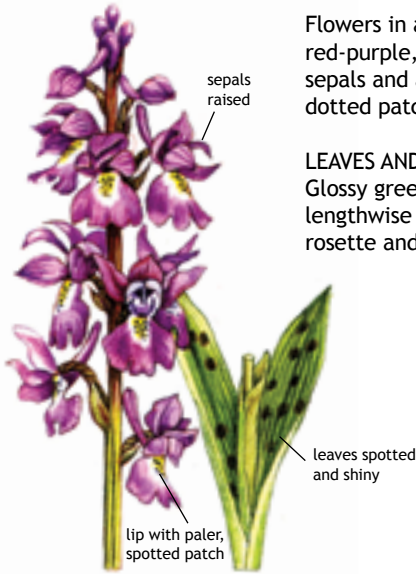 Flowers in a
red-purple,
sepals and a
dotted patc
LEAVES AND
Glossy gree
lengthwise
rosette and
sepals
raised
leaves spotted
and shiny
lip with paler,
spotted patch